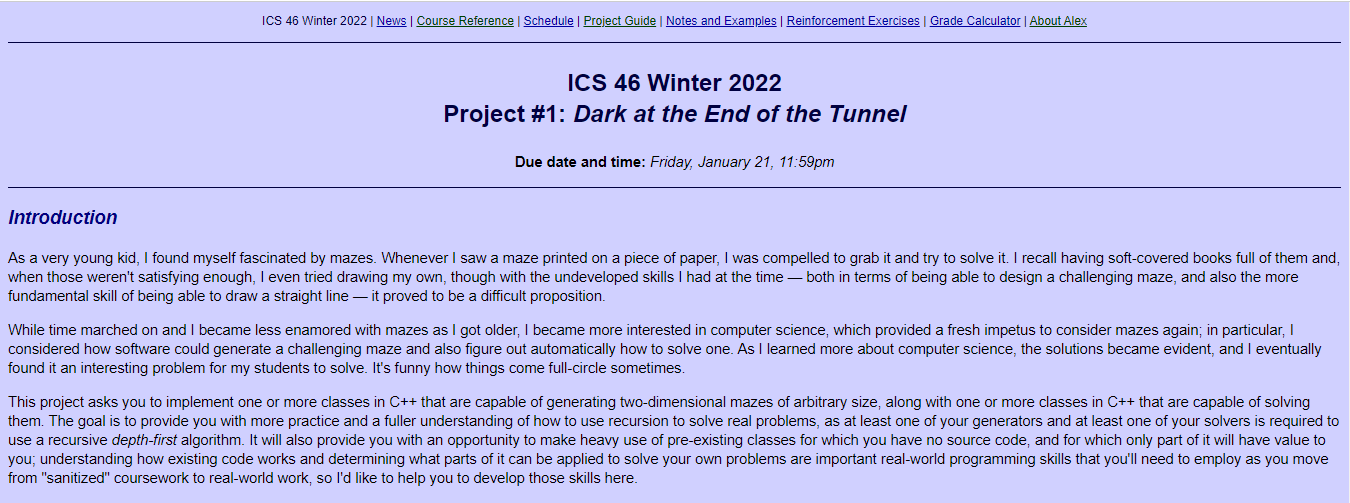 ICS 46 Winter 2022 | News | Course Reference | Schedule | Project Guide | Notes and Examples | Reinforcement Exercises | Grade Calculator | About Alex
ICS 46 Winter 2022
Project #1: Dark at the End of the Tunnel
Due date and time: Friday, January 21, 11:59pm
Introduction
As a very young kid, I found myself fascinated by mazes. Whenever I saw a maze printed on a piece of paper, I was compelled to grab it and try to solve it. I recall having soft-covered books full of them and,
when those weren't satisfying enough, I even tried drawing my own, though with the undeveloped skills I had at the time — both in terms of being able to design a challenging maze, and also the more
fundamental skill of being able to draw a straight line — it proved to be a difficult proposition.
While time marched on and I became less enamored with mazes as I got older, I became more interested in computer science, which provided a fresh impetus to consider mazes again; in particular, I
considered how software could generate a challenging maze and also figure out automatically how to solve one. As I learned more about computer science, the solutions became evident, and I eventually
found it an interesting problem for my students to solve. It's funny how things come full-circle sometimes.
This project asks you to implement one or more classes in C++ that are capable of generating two-dimensional mazes of arbitrary size, along with one or more classes in C++ that are capable of solving
them. The goal is to provide you with more practice and a fuller understanding of how to use recursion to solve real problems, as at least one of your generators and at least one of your solvers is required to
use a recursive depth-first algorithm. It will also provide you with an opportunity to make heavy use of pre-existing classes for which you have no source code, and for which only part of it will have value to
you; understanding how existing code works and determining what parts of it can be applied to solve your own problems are important real-world programming skills that you'll need to employ as you move
from "sanitized" coursework to real-world work, so I'd like to help you to develop those skills here.